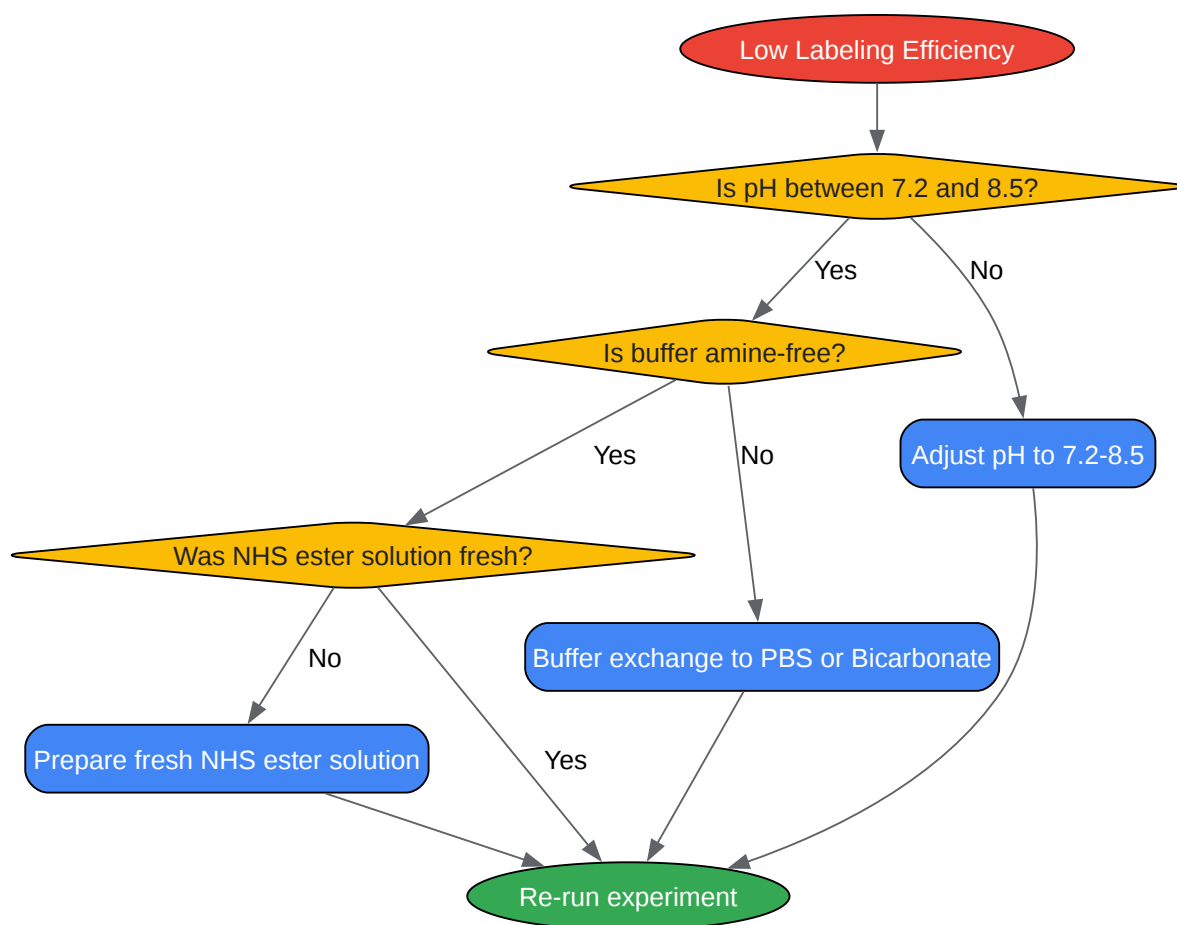 Low Labeling Efficiency
Is pH between 7.2 and 8.5?
Yes
No
Is buffer amine-free?
Adjust pH to 7.2-8.5
Yes
No
Was NHS ester solution fresh?
Buffer exchange to PBS or Bicarbonate
No
Prepare fresh NHS ester solution
Yes
Re-run experiment